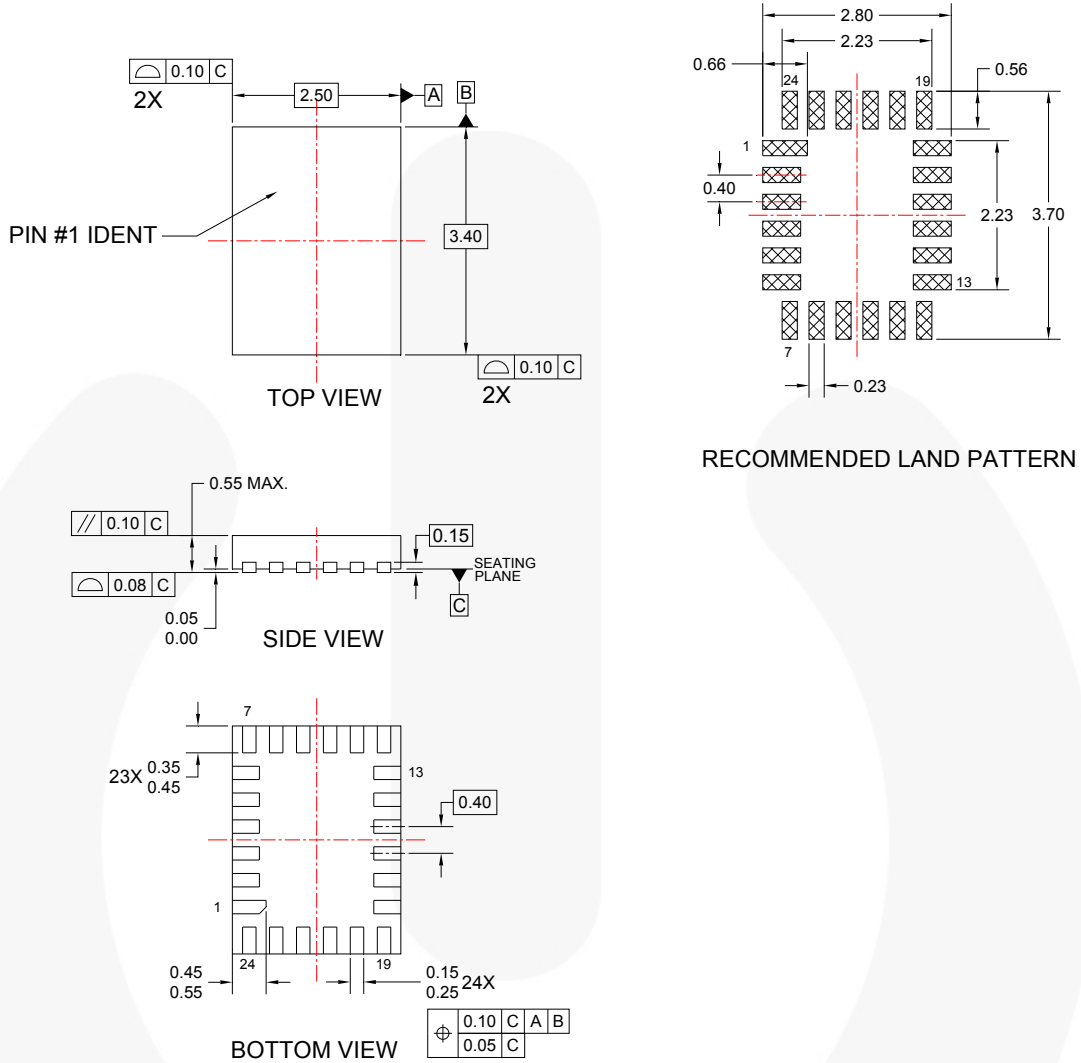 0.10 C
2X
2.50
A
B
PIN #1 IDENT
3.40
0.10 C
2X
TOP VIEW
2.80
2.23
0.66
24
19
0.56
1
0.40
2.23
3.70
13
7
0.23
RECOMMENDED LAND PATTERN
0.55 MAX.
// 0.10 C
0.15
SEATING
PLANE
0.08 C
C
0.05
0.00
SIDE VIEW
7
23X 0.35
0.45
13
0.40
1
24
19
0.45
0.55
0.15
0.25 24X
0.10 C A B
0.05 C
BOTTOM VIEW